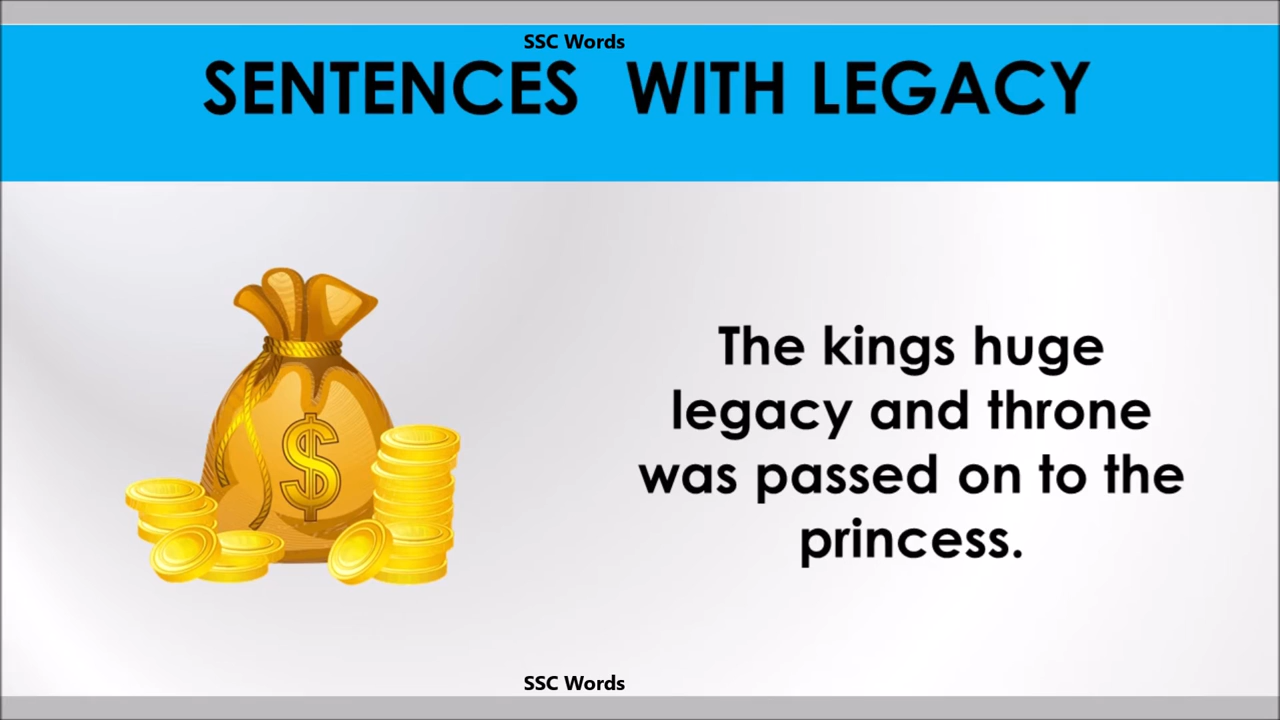 SSC Words
SENTENCES WITH LEGACY
$
The kings huge
legacy and throne
was passed on to the
princess.
SSC Words